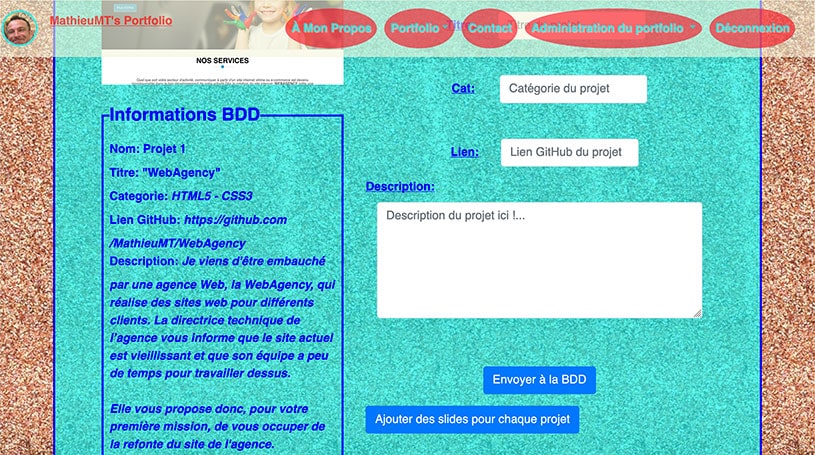 MathieuMT's Portfolio
À Mon Propos
Portfolio
Contact
Administration du portfolio
Déconnexion
Titre:
NOS SERVICES
Informations BDD
Nom: Projet 1
Titre: "WebAgency"
Categorie: HTML5 - CSS3
Lien GitHub: https://github.com
/MathieuMT/WebAgency
Description: Je viens d'être embauché
par une agence Web, la WebAgency, qui
réalise des sites web pour différents
clients. La directrice technique de
l'agence vous informe que le site actuel
est vieillissant et que son équipe a peu
de temps pour travailler dessus.
Elle vous propose donc, pour votre
première mission, de vous occuper de
la refonte du site de l'agence.
Cat:
Catégorie du projet
Lien:
Lien GitHub du projet
Description:
Description du projet ici !...
Envoyer à la BDD
Ajouter des slides pour chaque projet